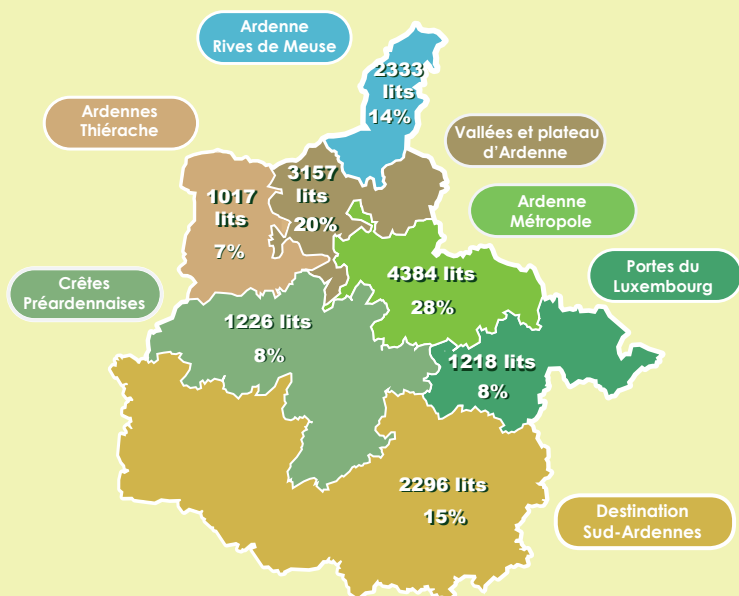 Ardenne
Rives de Meuse
2333
lits
14%
Ardennes
Thiérache
Vallées et plateau
d'Ardenne
3157
lits
20%
1017
lits
7%
Ardenne
Métropole
4384 lits
28%
Portes du
Luxembourg
Crêtes
Préardennaises
1226 lits
8%
1218 lits
8%
2296 lits
15%
Destination
Sud-Ardennes